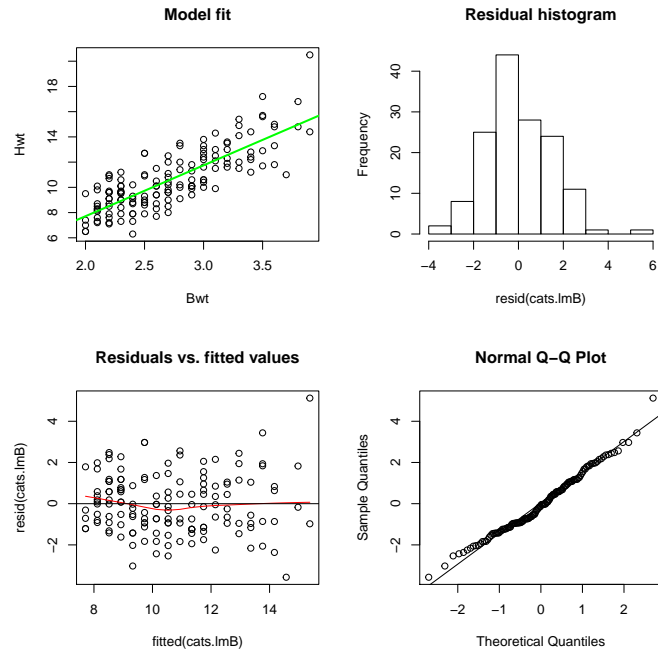 Model fit
Hwt
6 8 10 14 18
2.0 2.5 3.0 3.5
Bwt
Residual histogram
Frequency
0 10 20 30 40
−4 −2 0 2 4 6
resid(cats.lmB)
Residuals vs. fitted values
resid(cats.lmB)
−2 0 2 4
8 10 12 14
fitted(cats.lmB)
Normal Q−Q Plot
Sample Quantiles
−2 0 2 4
−2 −1 0 1 2
Theoretical Quantiles